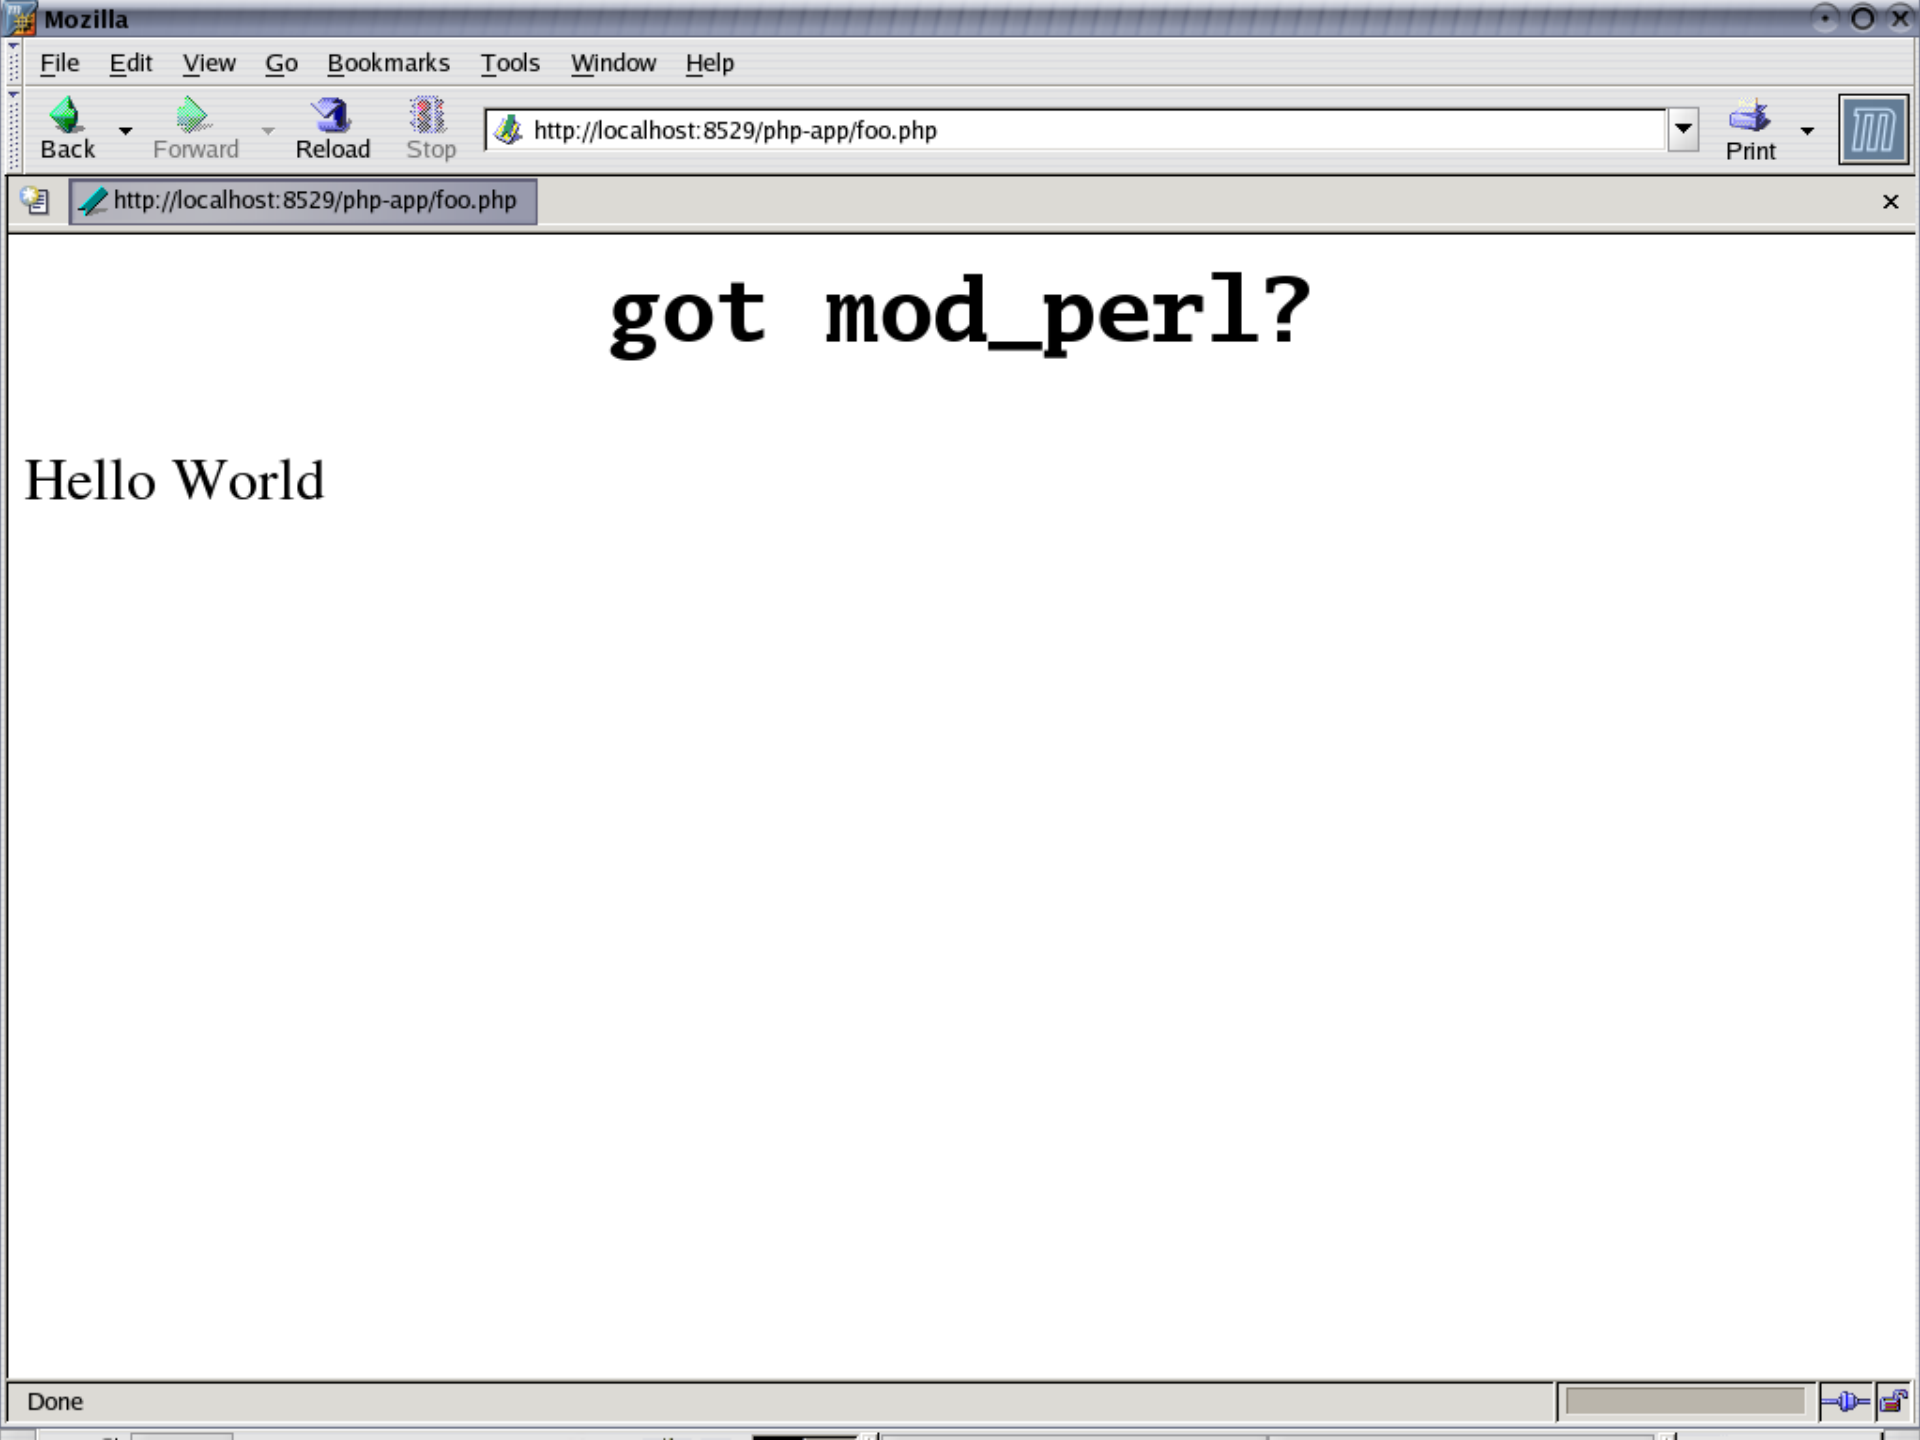 Mozilla
File Edit View Go Bookmarks Tools Window Help
http://localhost:8529/php-app/foo.php
Back Forward Reload Stop Print
http://localhost:8529/php-app/foo.php
got mod_perl?
Hello World
Done